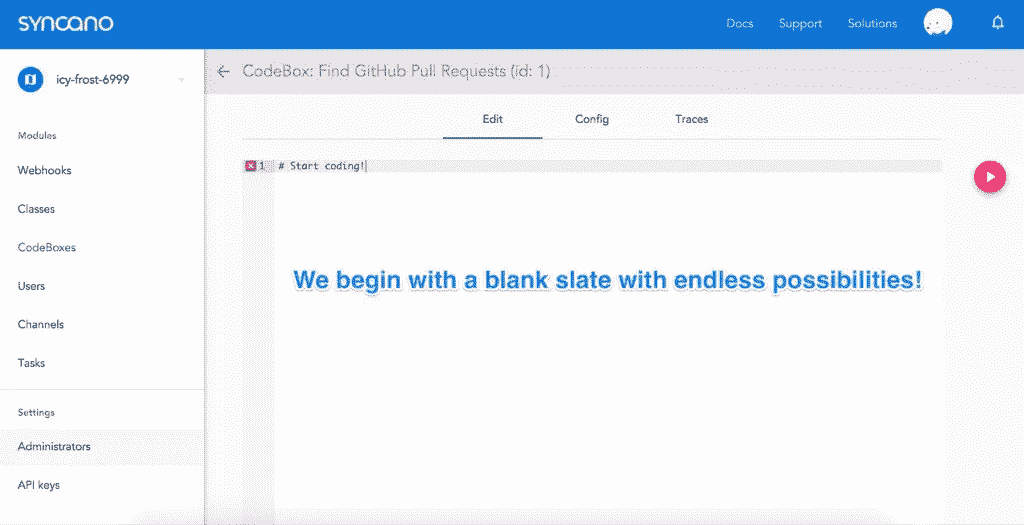 syncano
Docs Support Solutions
icy-frost-6999
← CodeBox: Find GitHub Pull Requests (id: 1)
Modules
Edit Config Traces
Webhooks
1 # Start coding!
Classes
CodeBoxes
We begin with a blank slate with endless possibilities!
Users
Channels
Tasks
Settings
Administrators
API keys